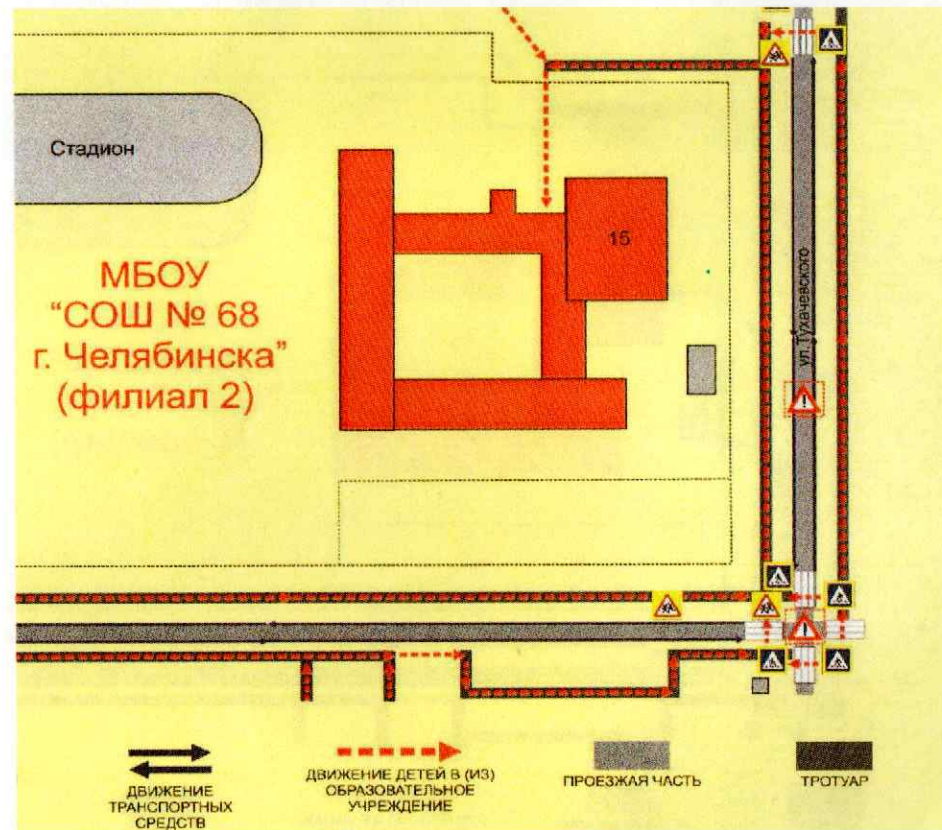 Стадион
15
МБОУ
“СОШ № 68
г. Челябинска”
(филиал 2)
ул.Тухачевского
ДВИЖЕНИЕ
ТРАНСПОРТНЫХ
СРЕДСТВ
ДВИЖЕНИЕ ДЕТЕЙ В (ИЗ)
ОБРАЗОВАТЕЛЬНОЕ
УЧРЕЖДЕНИЕ
ПРОЕЗЖАЯ ЧАСТЬ
ТРОТУАР